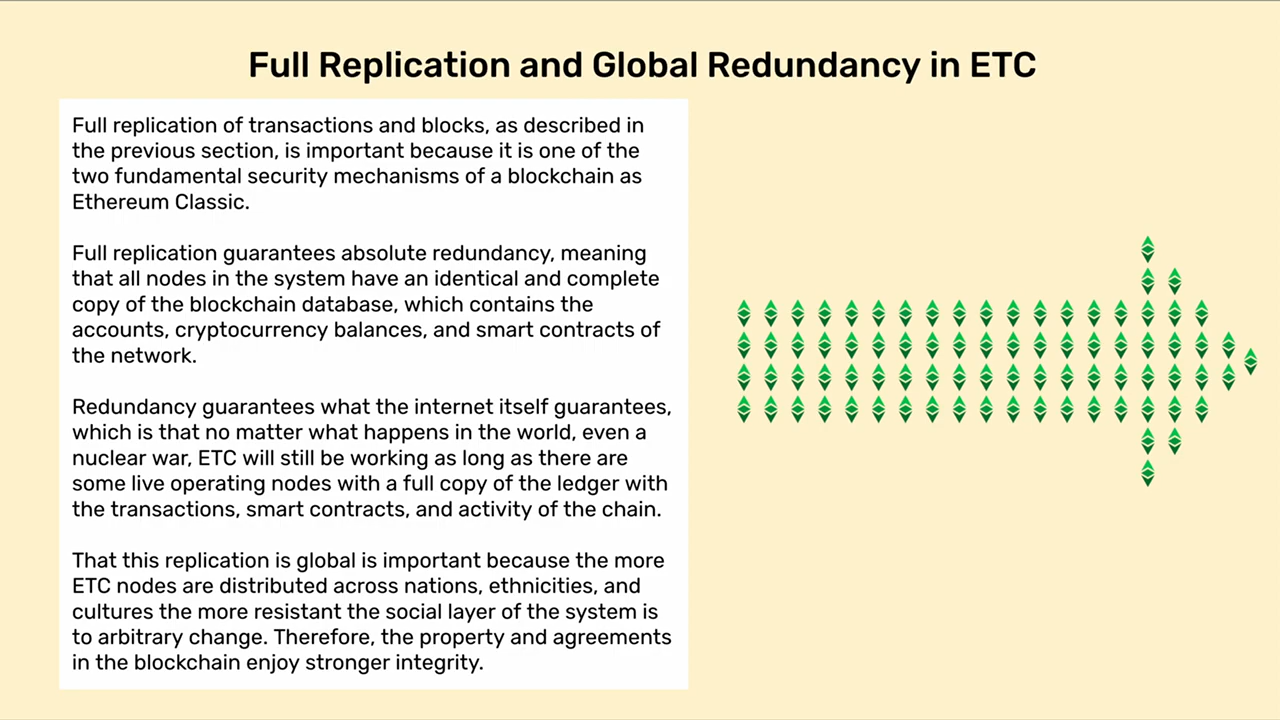 Full Replication and Global Redundancy in ETC
Full replication of transactions and blocks, as described in
the previous section, is important because it is one of the
two fundamental security mechanisms of a blockchain as
Ethereum Classic.
Full replication guarantees absolute redundancy, meaning
that all nodes in the system have an identical and complete
copy of the blockchain database, which contains the
accounts, cryptocurrency balances, and smart contracts of
the network.
Redundancy guarantees what the internet itself guarantees,
which is that no matter what happens in the world, even a
nuclear war, ETC will still be working as long as there are
some live operating nodes with a full copy of the ledger with
the transactions, smart contracts, and activity of the chain.
That this replication is global is important because the more
ETC nodes are distributed across nations, ethnicities, and
cultures the more resistant the social layer of the system is
to arbitrary change. Therefore, the property and agreements
in the blockchain enjoy stronger integrity.